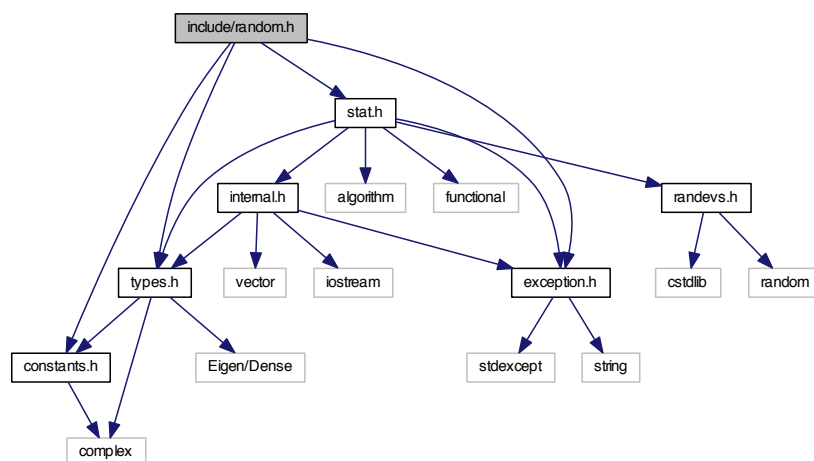 include/random.h
stat.h
internal.h
algorithm
functional
randevs.h
types.h
vector
iostream
exception.h
cstdlib
random
constants.h
Eigen/Dense
stdexcept
string
complex